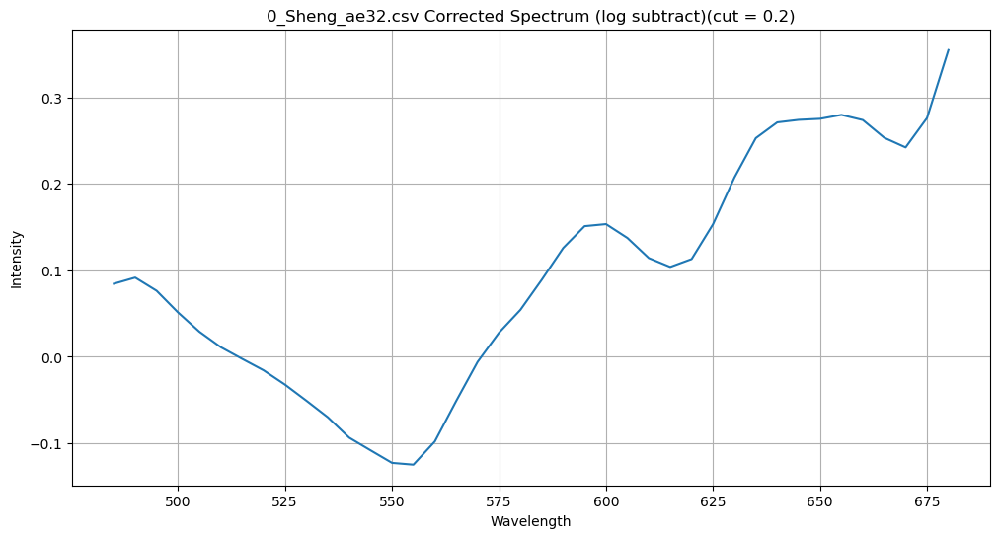 0_Sheng_ae32.csv Corrected Spectrum (log subtract)(cut = 0.2)
Intensity
0.3
0.2
0.1
0.0
−0.1
500 525 550 575 600 625 650 675
Wavelength